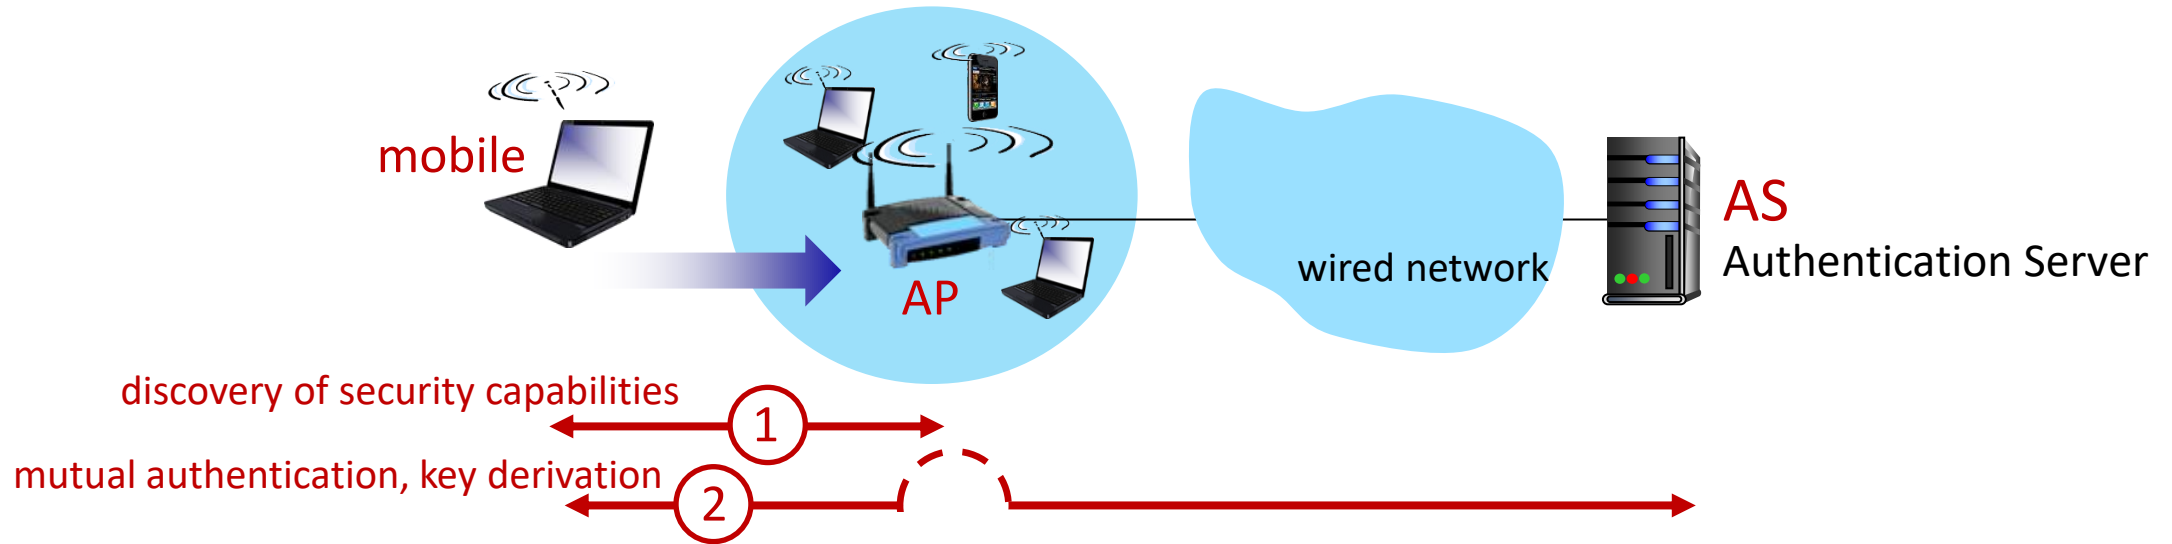 mobile
AP
wired network
AS
Authentication Server
discovery of security capabilities
1
mutual authentication, key derivation
2